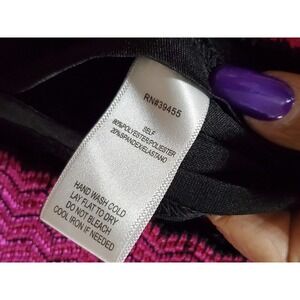 RN#39455
SELF
80%POLYESTER/POLIESTER
20%SPANDEX/ELASTANO
HAND WASH COLD
LAY FLAT TO DRY
DO NOT BLEACH
COOL IRON IF NEEDED